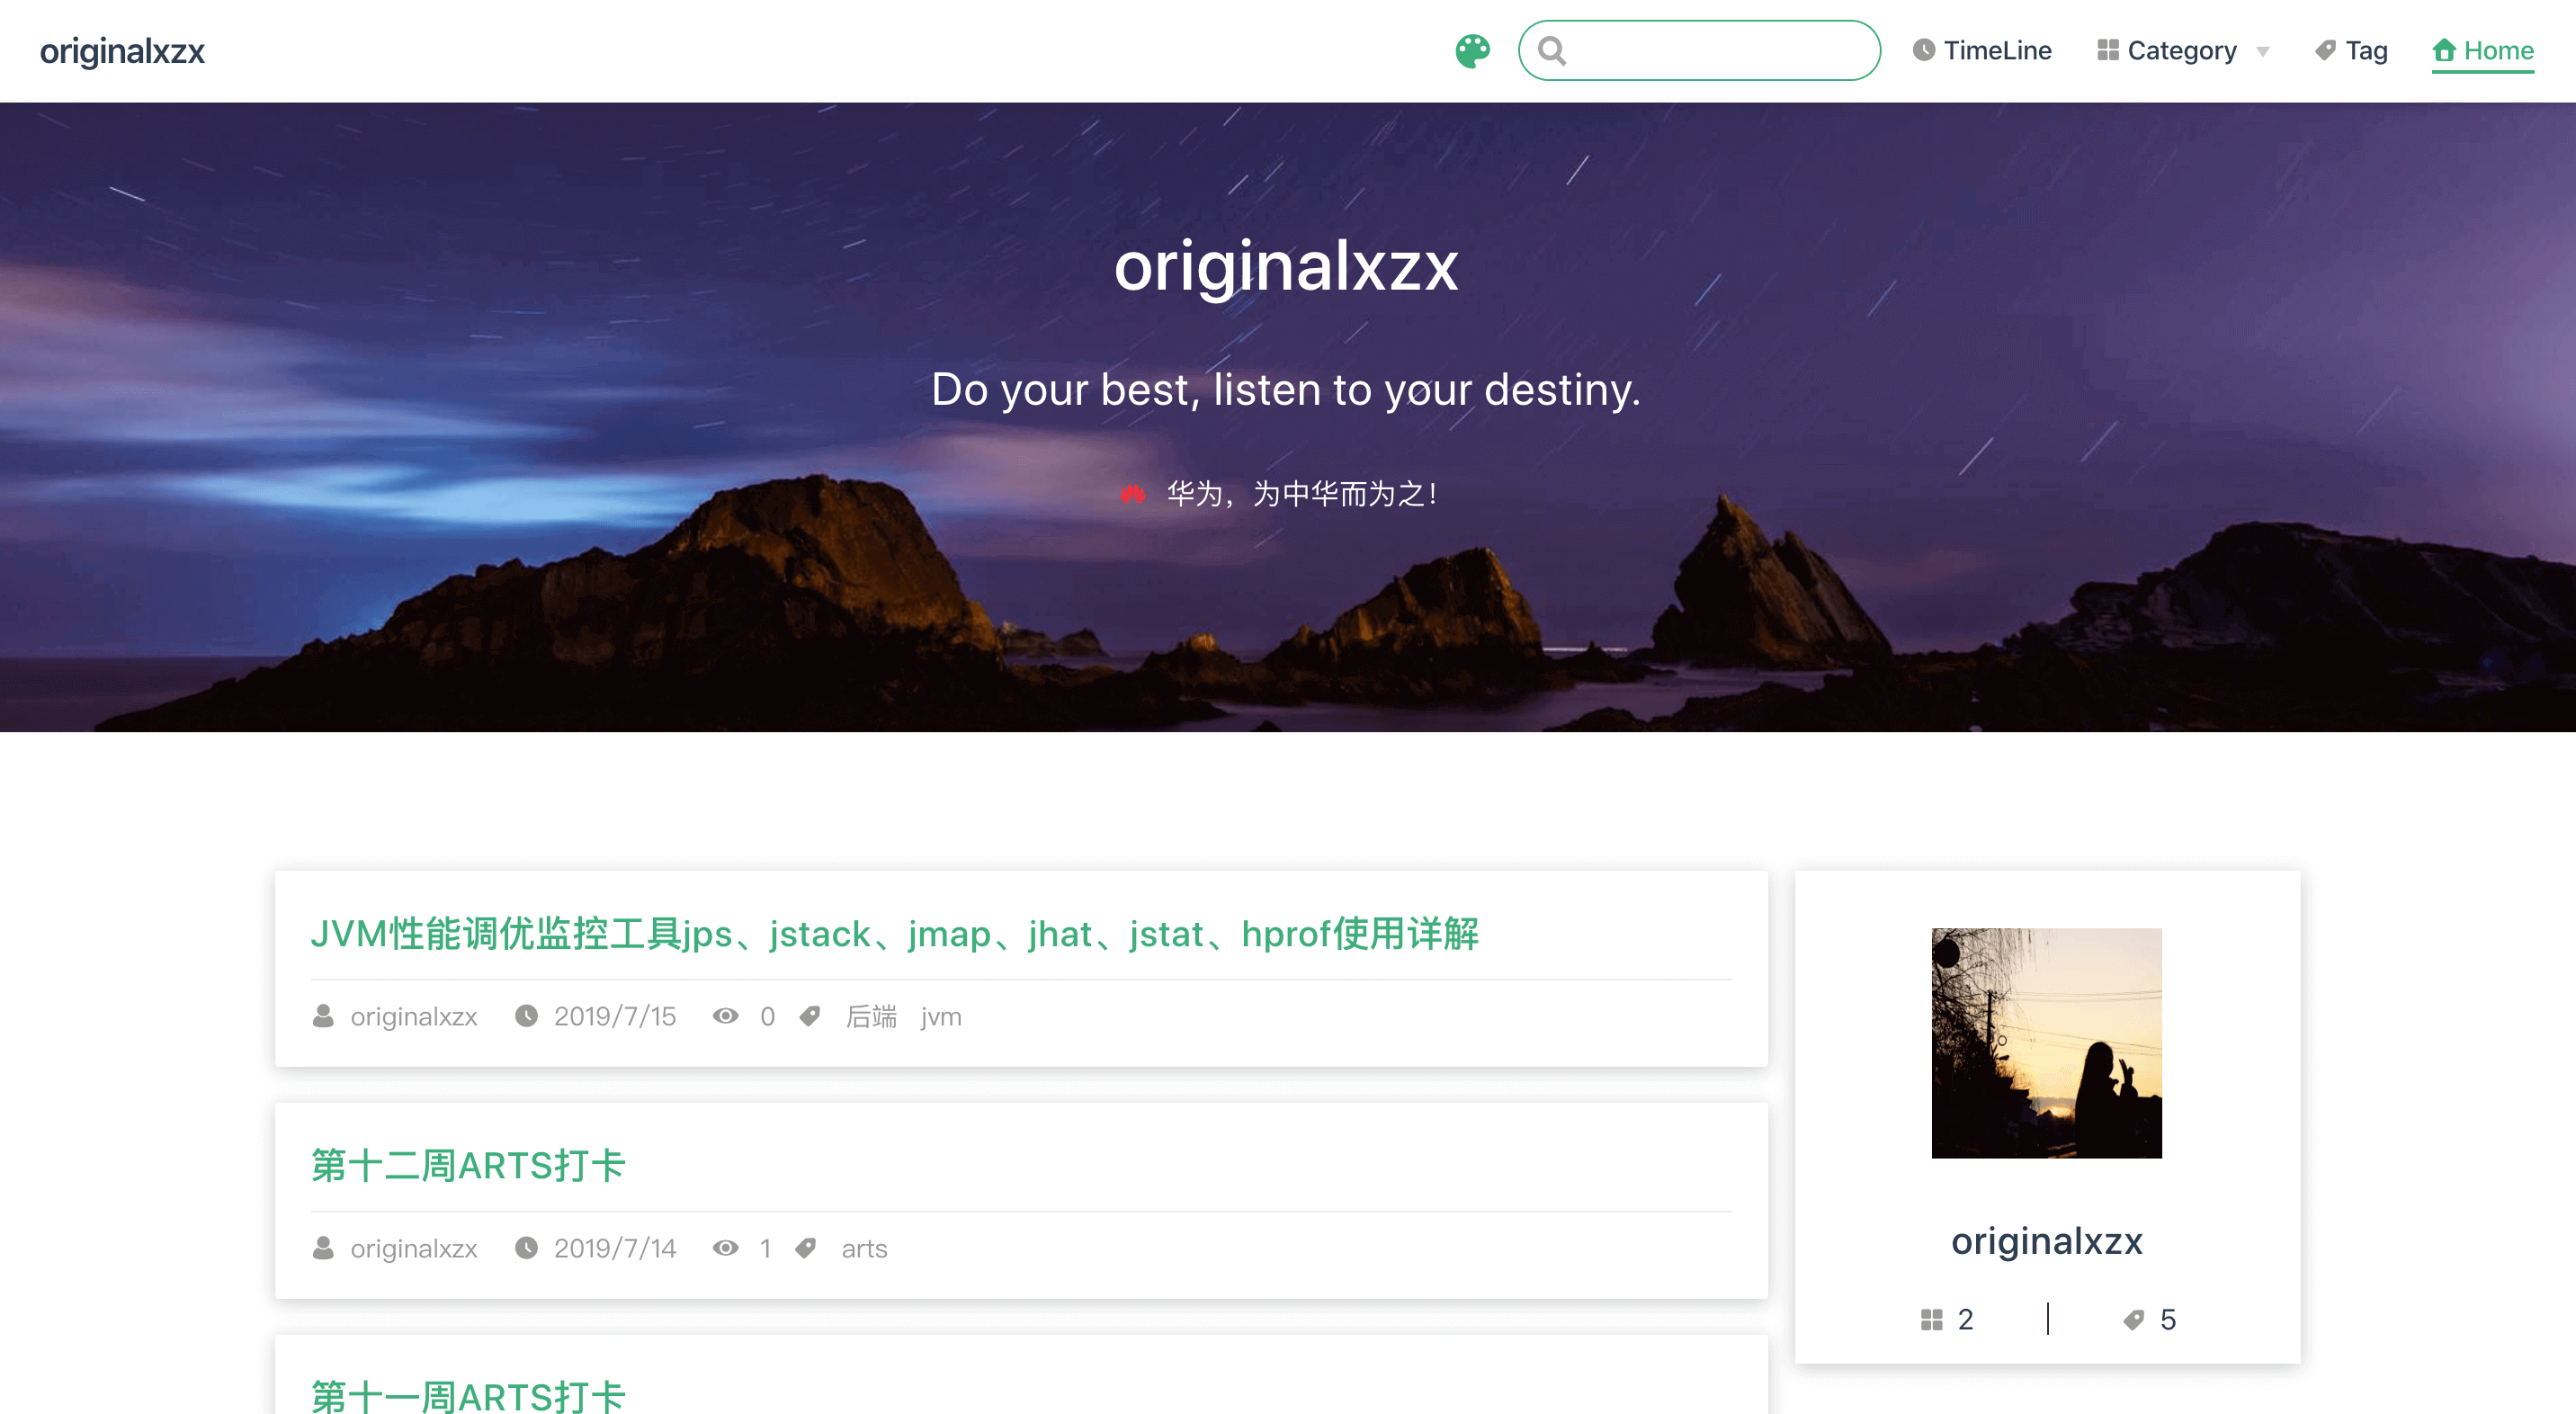 originalxzx
TimeLine Category Tag Home
originalxzx
Do your best, listen to your destiny.
华为，为中华而为之！
JVM性能调优监控工具jps、jstack、jmap、jhat、jstat、hprof使用详解
originalxzx 2019/7/15 0 后端 jvm
第十二周ARTS打卡
originalxzx 2019/7/14 1 arts
第十一周ARTS打卡
originalxzx
2 | 5